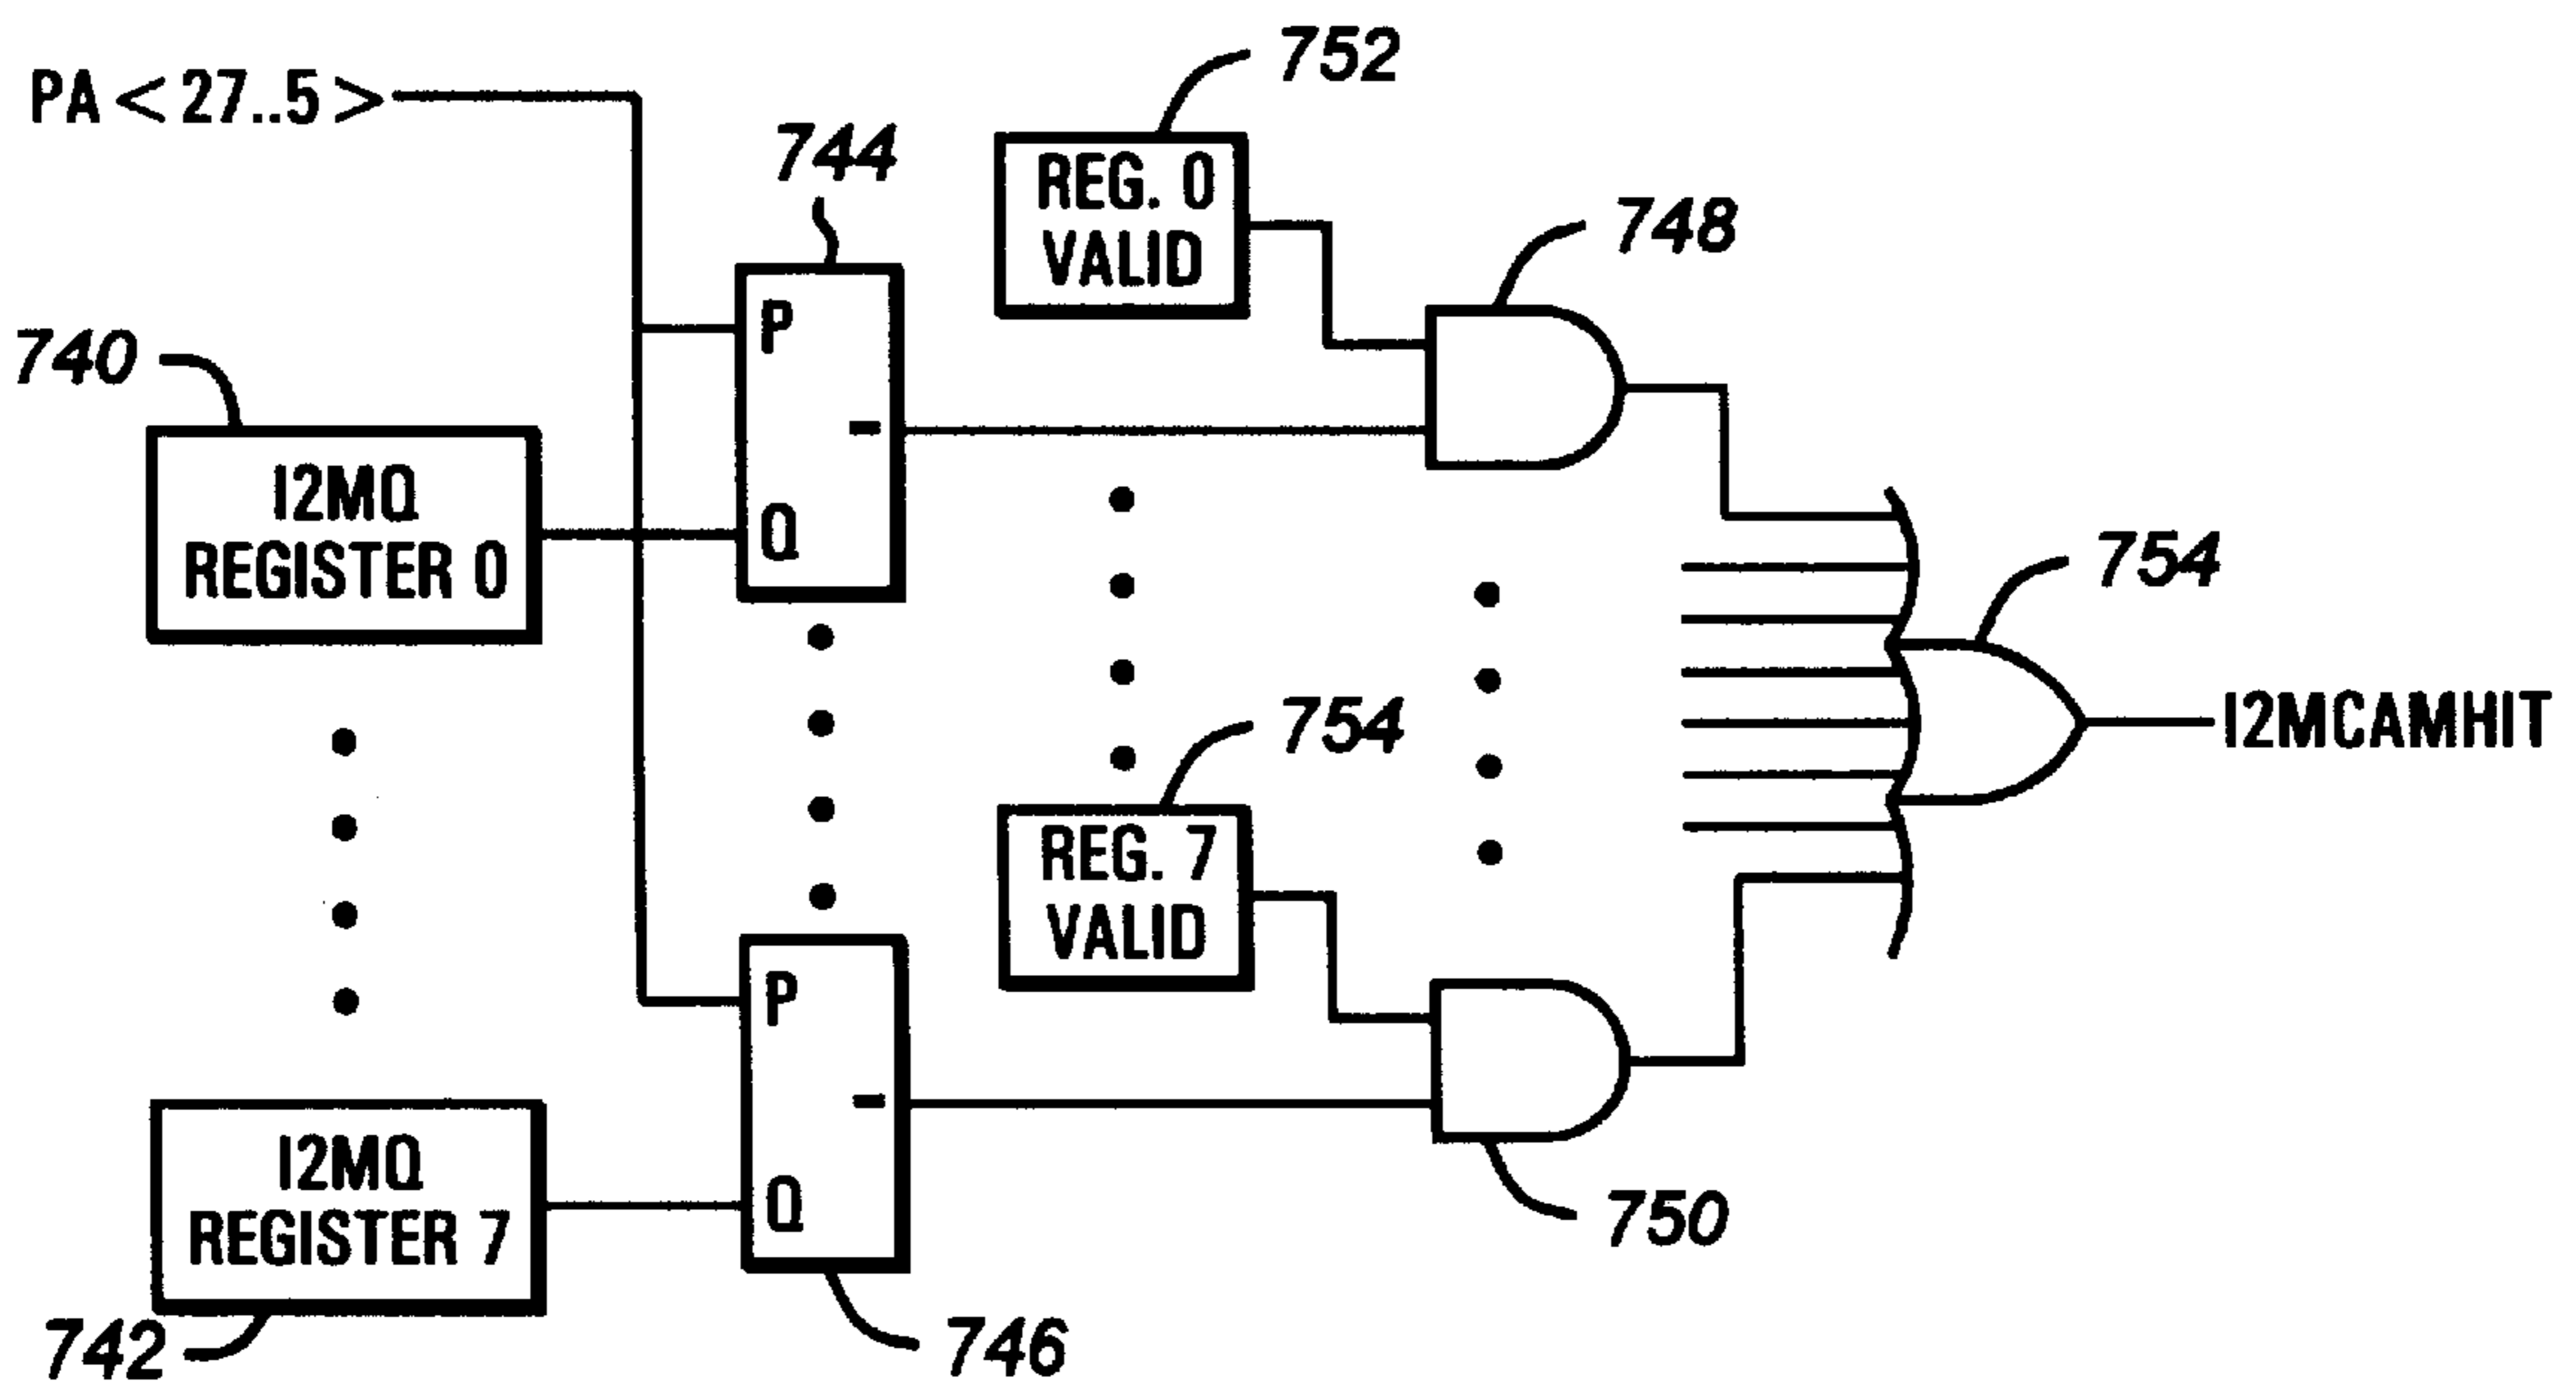 752
PA < 27..5 >
744
REG. 0
VALID
748
P
740
-
I2MQ
REGISTER 0
Q
754
754
I2MCAMHIT
REG. 7
VALID
P
-
I2MQ
REGISTER 7
Q
750
742
746